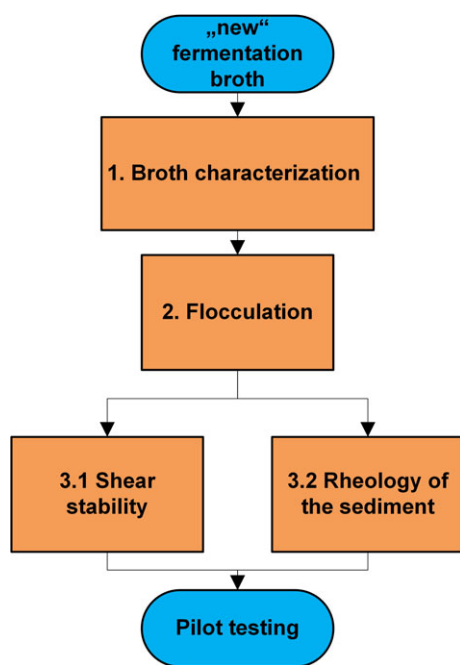 „new“
fermentation
broth
1. Broth characterization
2. Flocculation
3.1 Shear
stability
3.2 Rheology of
the sediment
Pilot testing